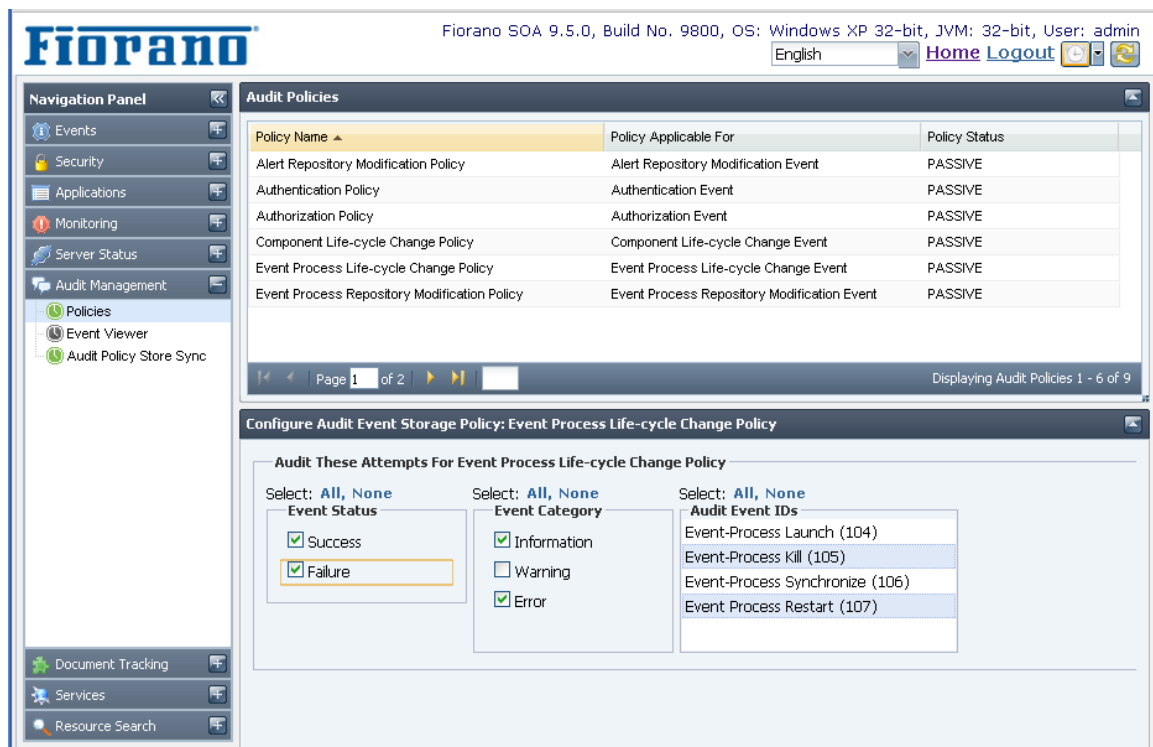 Fiorano
Fiorano SOA 9.5.0, Build No. 9800, OS: Windows XP 32-bit, JVM: 32-bit, User: admin
English Home Logout
Navigation Panel
Events
Security
Applications
Monitoring
Server Status
Audit Management
Policies
Event Viewer
Audit Policy Store Sync
Document Tracking
Services
Resource Search
Audit Policies
Policy Name Policy Applicable For Policy Status
Alert Repository Modification Policy Alert Repository Modification Event PASSIVE
Authentication Policy Authentication Event PASSIVE
Authorization Policy Authorization Event PASSIVE
Component Life-cycle Change Policy Component Life-cycle Change Event PASSIVE
Event Process Life-cycle Change Policy Event Process Life-cycle Change Event PASSIVE
Event Process Repository Modification Policy Event Process Repository Modification Event PASSIVE
Page 1 of 2 Displaying Audit Policies 1 - 6 of 9
Configure Audit Event Storage Policy: Event Process Life-cycle Change Policy
Audit These Attempts For Event Process Life-cycle Change Policy
Select: All, None Select: All, None Select: All, None
Event Status Event Category Audit Event IDs
Success
Failure
Information
Warning
Error
Event-Process Launch (104)
Event-Process Kill (105)
Event-Process Synchronize (106)
Event Process Restart (107)